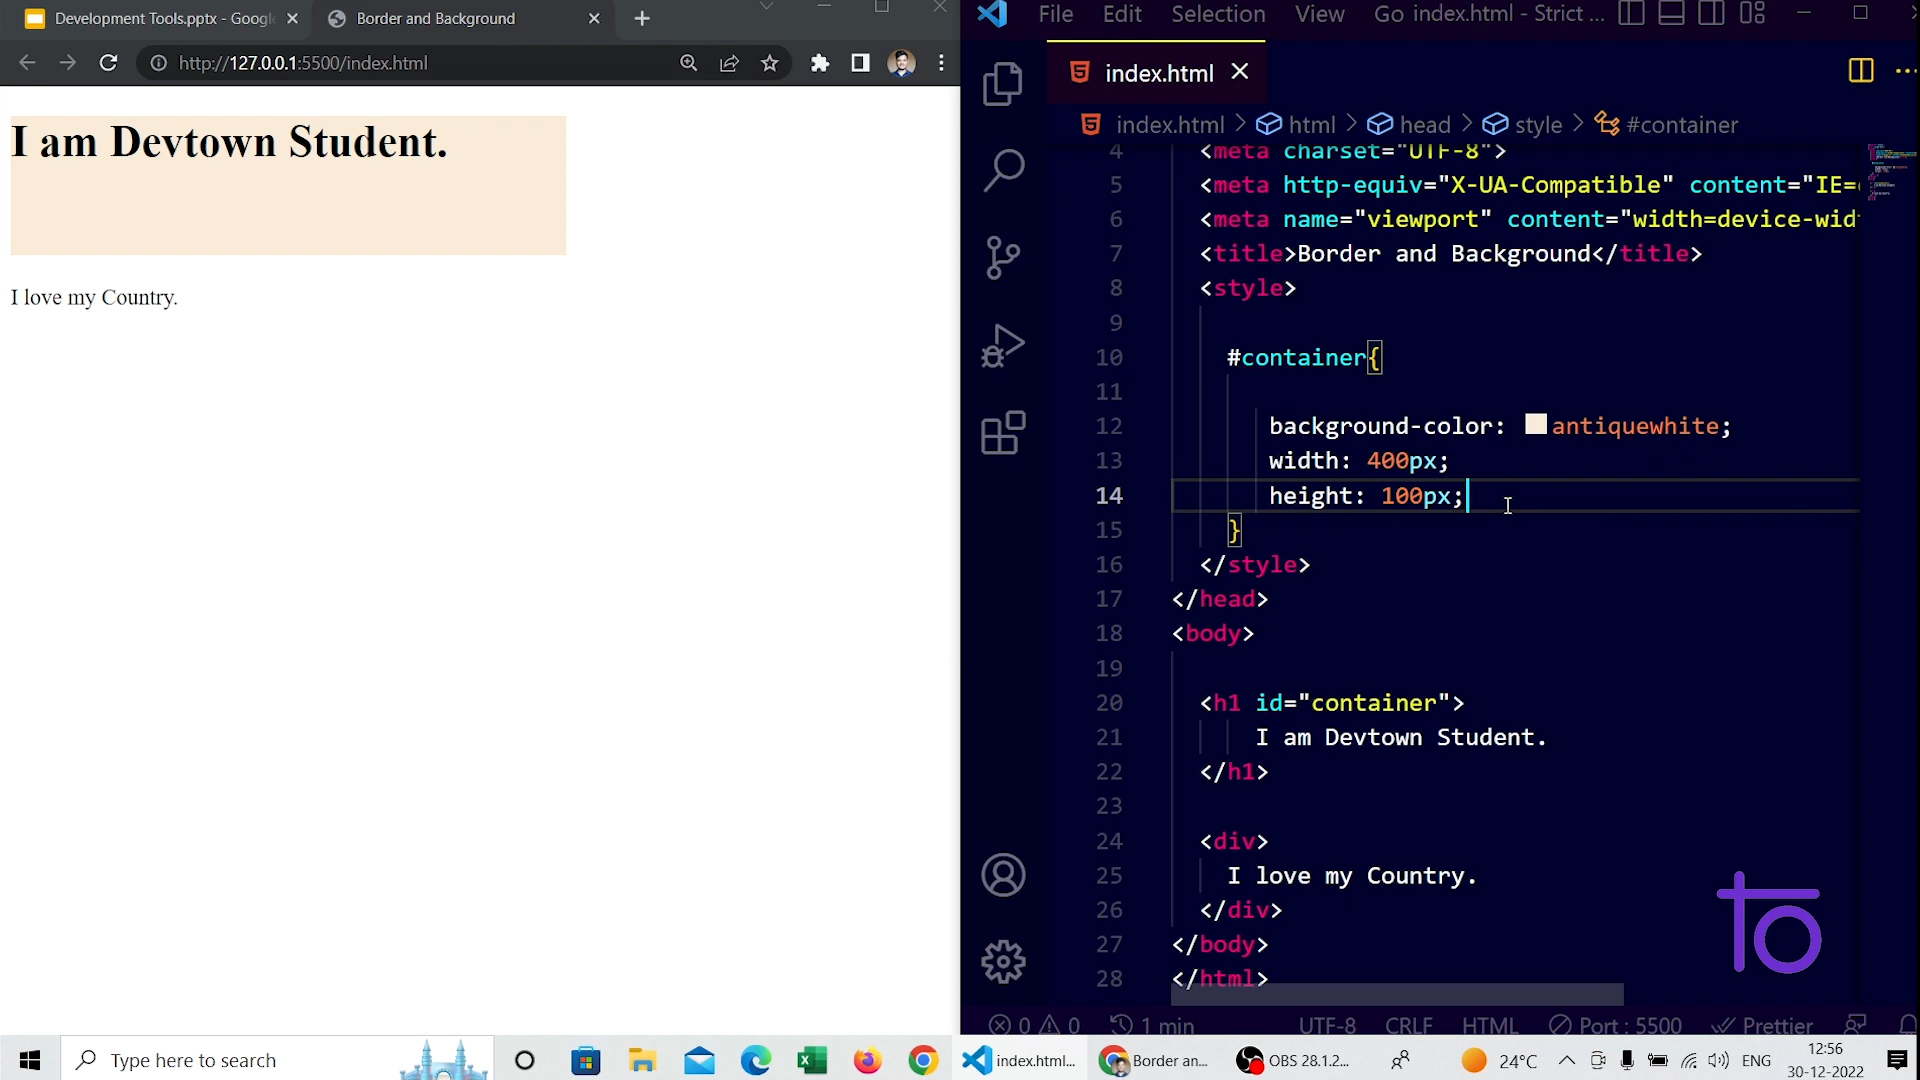 Development Tools.pptx - Googl
Border and Background
http://127.0.0.1:5500/index.html
I am Devtown Student.
I love my Country.
File Edit Selection View Go index.html - Strict ...
index.html
index.html > html > head > style > #container
4 <meta charset="UTF-8">
5 <meta http-equiv="X-UA-Compatible" content="IE=
6 <meta name="viewport" content="width=device-wid
7 <title>Border and Background</title>
8 <style>
9
10 #container{
11
12 background-color: antiquewhite;
13 width: 400px;
14 height: 100px;
15 }
16 </style>
17 </head>
18 <body>
19
20 <h1 id="container">
21 I am Devtown Student.
22 </h1>
23
24 <div>
25 I love my Country.
26 </div>
27 </body>
28 </html>
0 0 1 min UTF-8 CRLF HTML Port : 5500 Prettier
Type here to search
index.html...
Border an...
OBS 28.1.2...
24°C
ENG
12:56
30-12-2022